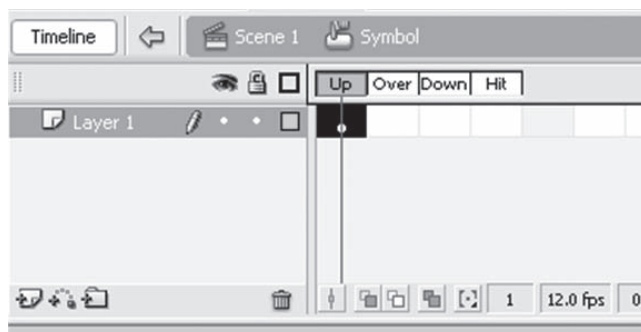 Timeline Scene 1 Symbol
Up Over Down Hit
Layer 1
1 12.0 fps 0